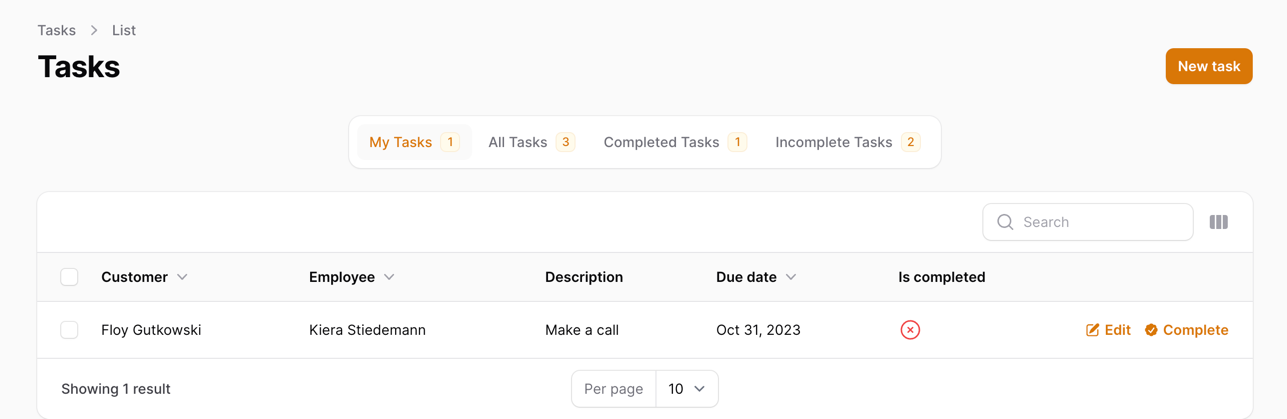 Tasks > List
Tasks
New task
My Tasks 1 All Tasks 3 Completed Tasks 1 Incomplete Tasks 2
Search
Customer Employee Description Due date Is completed
Floy Gutkowski Kiera Stiedemann Make a call Oct 31, 2023 Edit Complete
Showing 1 result Per page 10